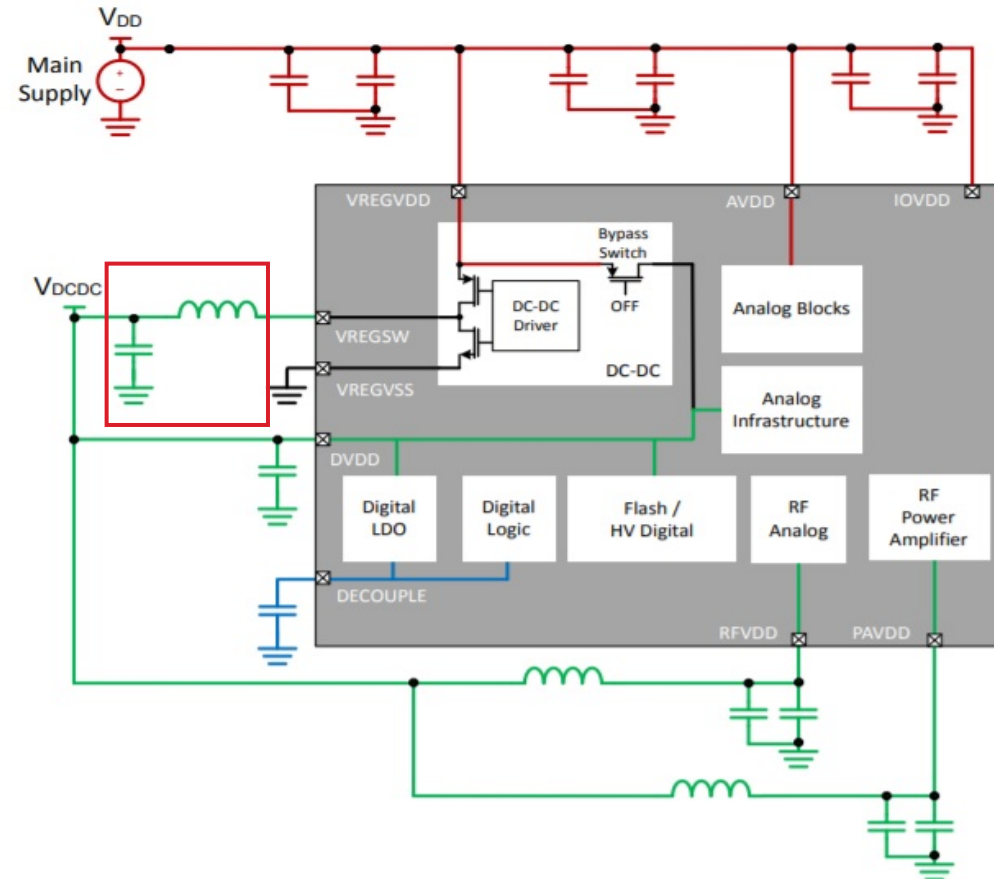 VDD
Main
Supply
+
−
VREGVDD
AVDD
IOVDD
Bypass
Switch
OFF
DC-DC
Driver
DC-DC
Analog Blocks
VDCDC
VREGSW
VREGVSS
Analog
Infrastructure
DVDD
Digital
LDO
Digital
Logic
Flash /
HV Digital
RF
Analog
RF
Power
Amplifier
DECOUPLE
RFVDD
PAVDD